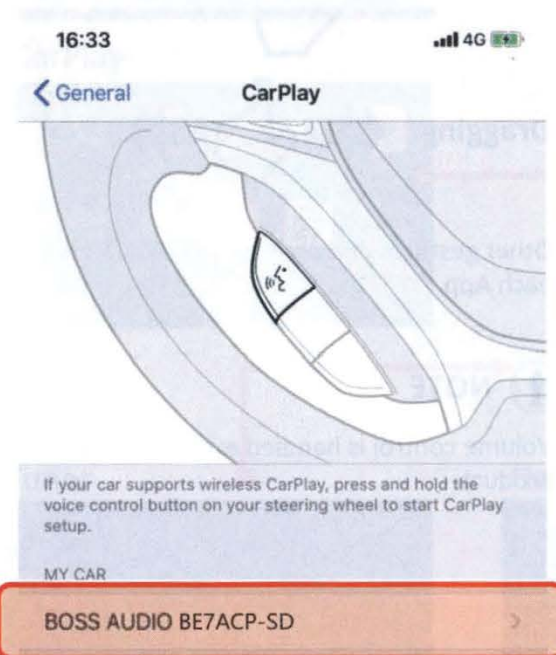 16:33
4G
General
CarPlay
If your car supports wireless CarPlay, press and hold the
voice control button on your steering wheel to start CarPlay
setup.
MY CAR
BOSS AUDIO BE7ACP-SD